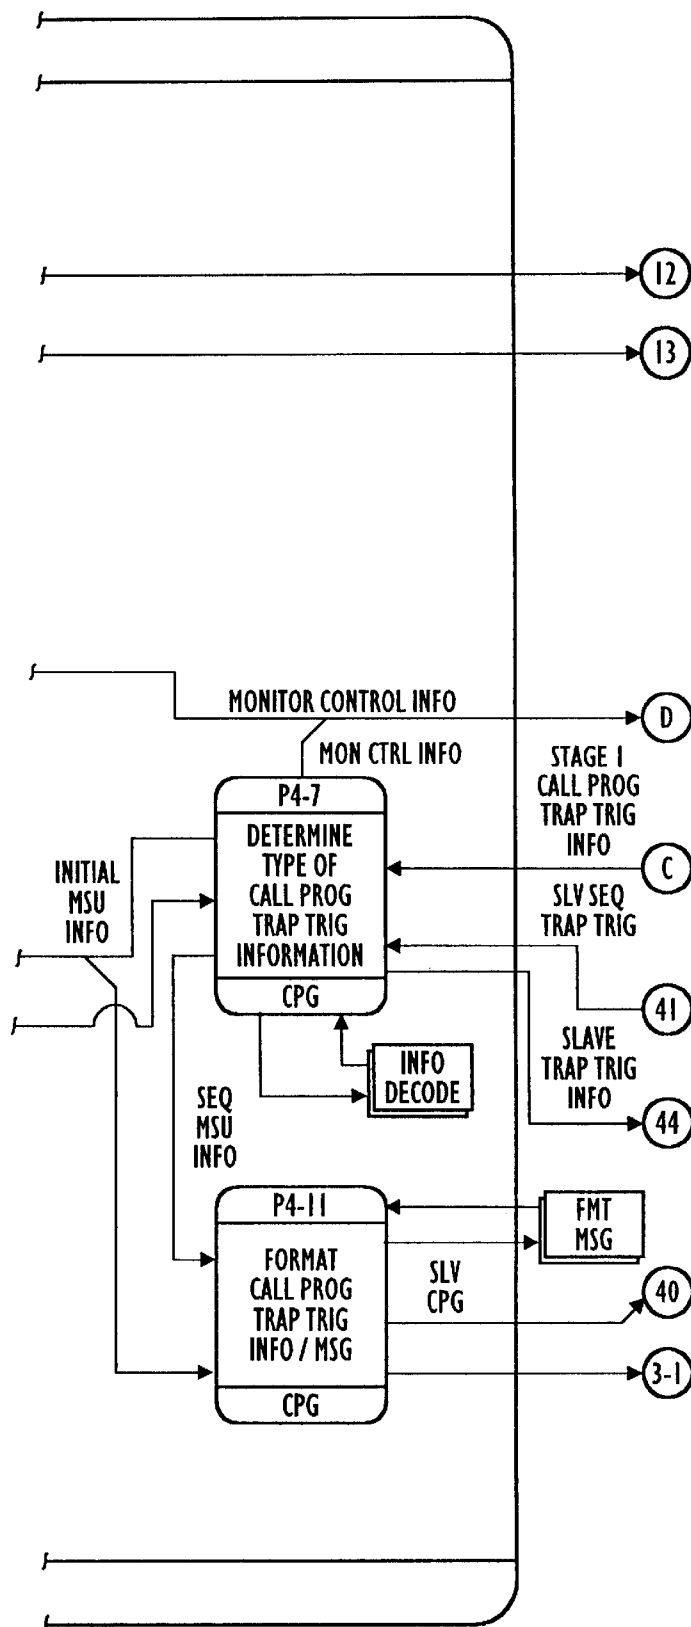 12
13
MONITOR CONTROL INFO
D
MON CTRL INFO
STAGE 1
CALL PROG
TRAP TRIG
INFO
P4-7
DETERMINE
TYPE OF
CALL PROG
TRAP TRIG
INFORMATION
CPG
C
INITIAL
MSU
INFO
SLV SEQ
TRAP TRIG
41
SLAVE
TRAP TRIG
INFO
44
INFO
DECODE
SEQ
MSU
INFO
P4-11
FORMAT
CALL PROG
TRAP TRIG
INFO / MSG
CPG
FMT
MSG
SLV
CPG
40
3-1